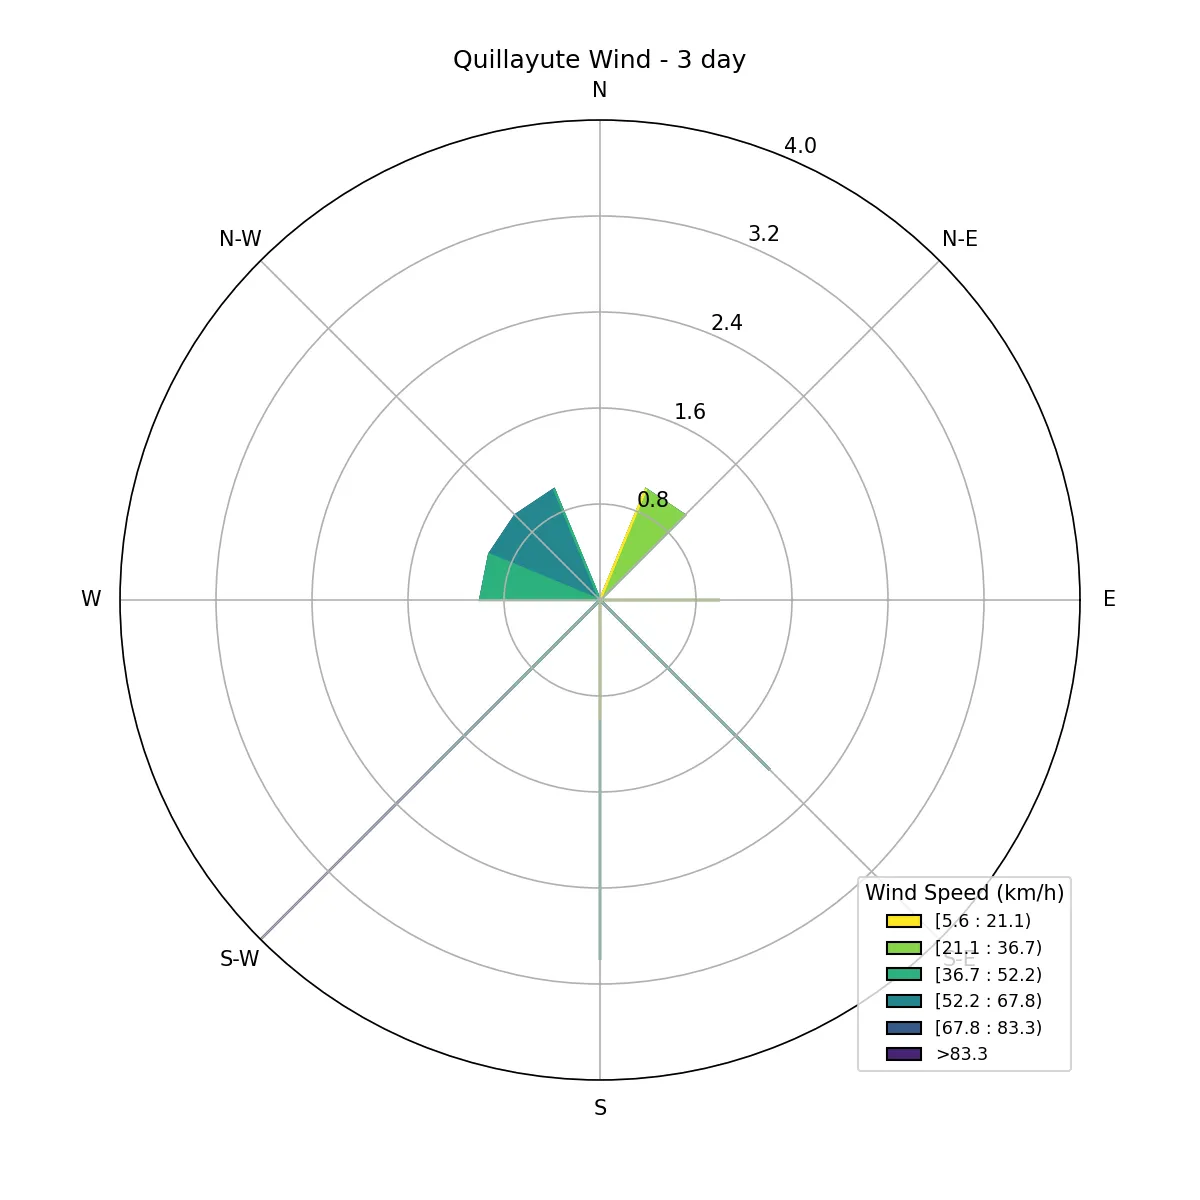 Quillayute Wind - 3 day
N
4.0
3.2
N-W
N-E
2.4
1.6
0.8
W
E
S-W
S-E
S
Wind Speed (km/h)
[5.6 : 21.1)
[21.1 : 36.7)
[36.7 : 52.2)
[52.2 : 67.8)
[67.8 : 83.3)
>83.3